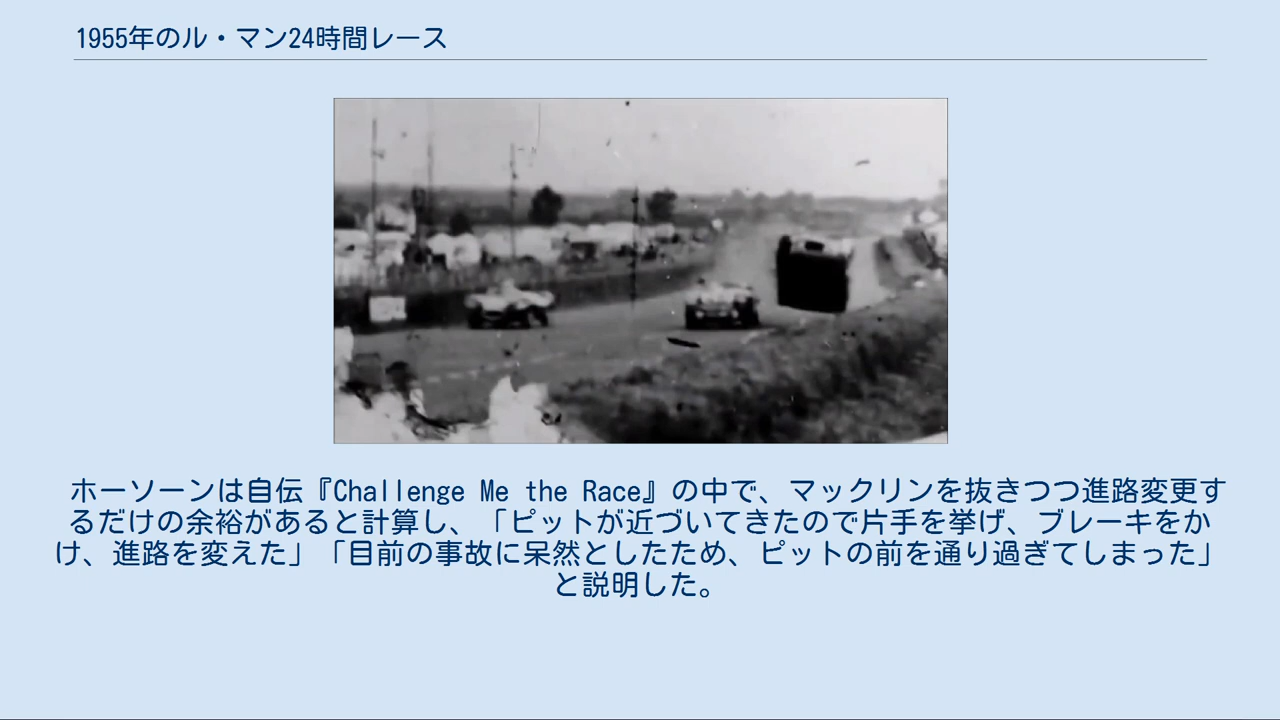 1955年のル・マン24時間レース
ホーソーンは自伝『Challenge Me the Race』の中で、マックリンを抜きつつ進路変更す
るだけの余裕があると計算し、「ピットが近づいてきたので片手を挙げ、ブレーキをか
け、進路を変えた」「目前の事故に呆然としたため、ピットの前を通り過ぎてしまった」
と説明した。